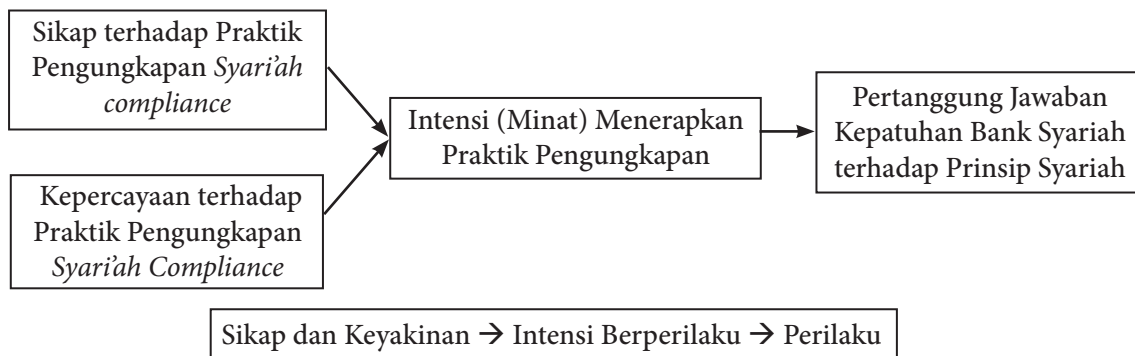 Sikap terhadap Praktik
Pengungkapan Syari'ah
compliance
Kepercayaan terhadap
Praktik Pengungkapan
Syari'ah Compliance
Intensi (Minat) Menerapkan
Praktik Pengungkapan
Pertanggung Jawaban
Kepatuhan Bank Syariah
terhadap Prinsip Syariah
Sikap dan Keyakinan → Intensi Berperilaku → Perilaku